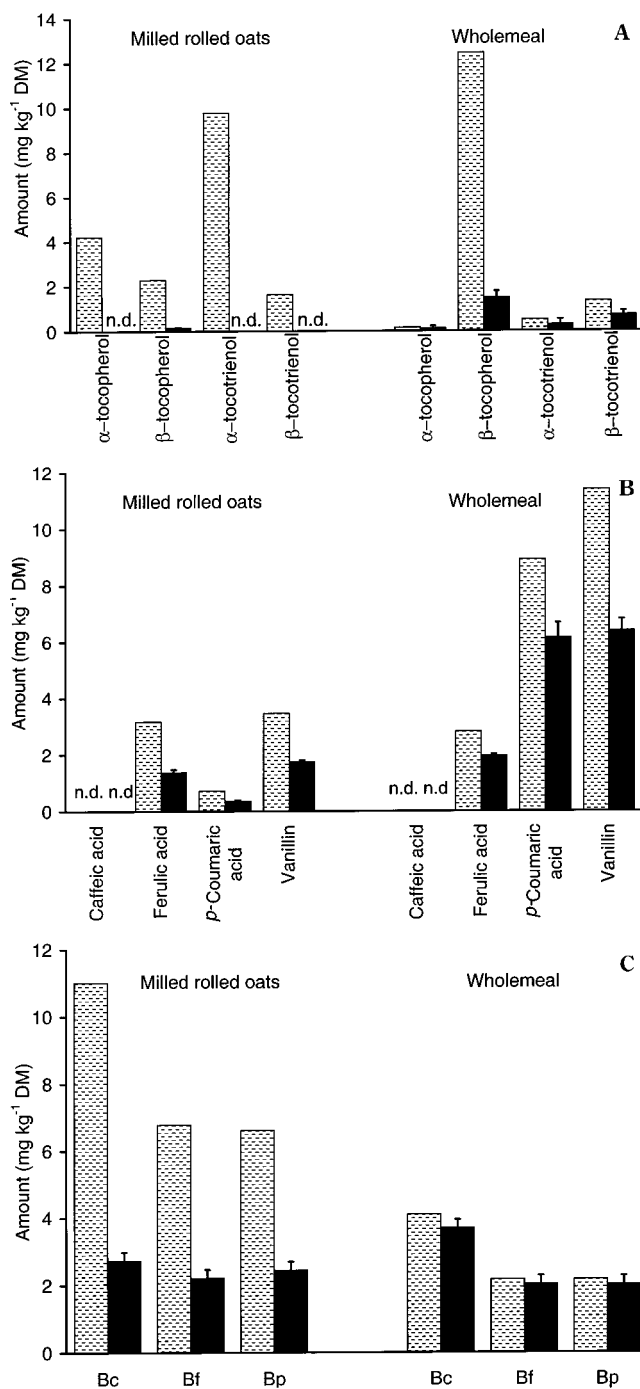 A
Milled rolled oats
Wholemeal
Amount (mg kg⁻¹ DM)
14
12
10
8
6
4
2
0
n.d.
n.d.
n.d.
α–tocopherol
β–tocopherol
α–tocotrienol
β–tocotrienol
α–tocopherol
β–tocopherol
α–tocotrienol
β–tocotrienol
B
Milled rolled oats
Wholemeal
Amount (mg kg⁻¹ DM)
12
10
8
6
4
2
0
n.d. n.d
n.d. n.d
Caffeic acid
Ferulic acid
p-Coumaric
acid
Vanillin
Caffeic acid
Ferulic acid
p-Coumaric
acid
Vanillin
C
Milled rolled oats
Wholemeal
Amount (mg kg⁻¹ DM)
12
10
8
6
4
2
0
Bc Bf Bp Bc Bf Bp